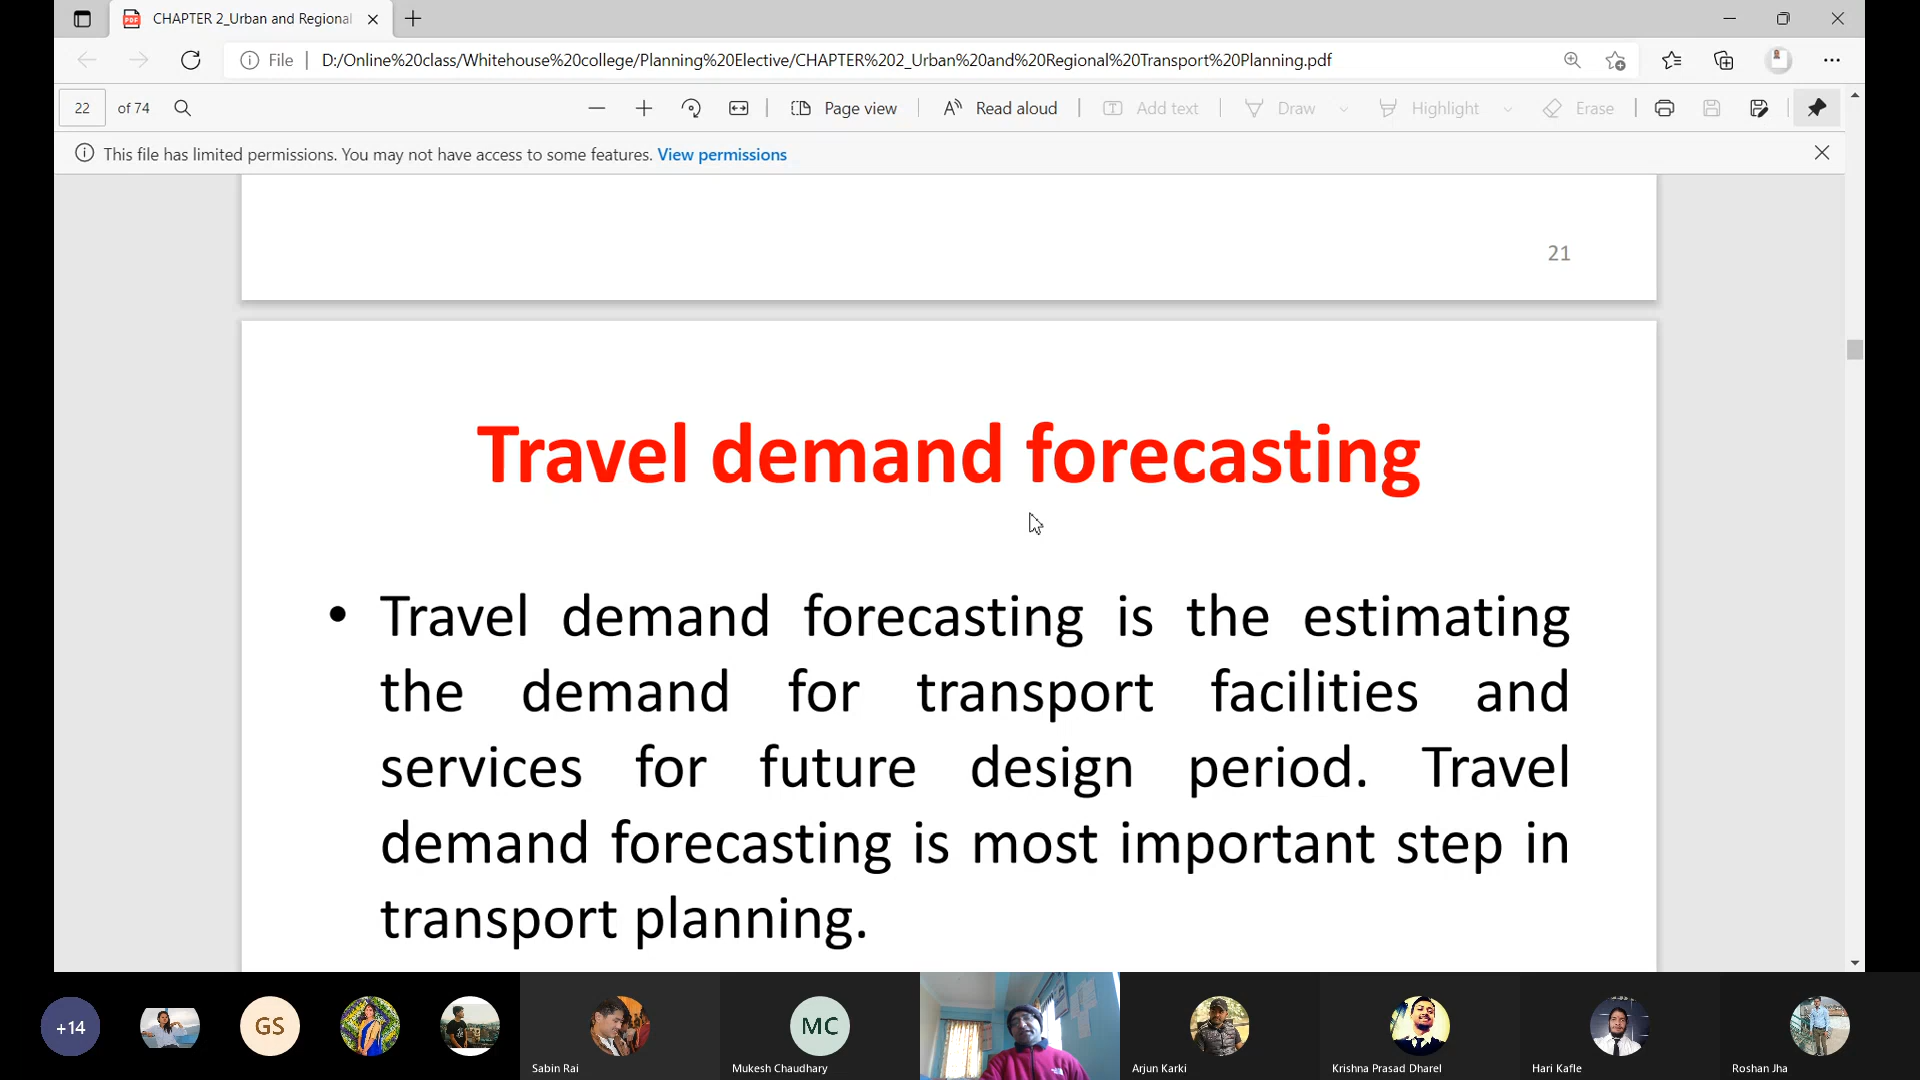 CHAPTER 2_Urban and Regional
File
D:/Online%20class/Whitehouse%20college/Planning%20Elective/CHAPTER%202_Urban%20and%20Regional%20Transport%20Planning.pdf
22 of 74
Page view
Read aloud
Add text
Draw
Highlight
Erase
This file has limited permissions. You may not have access to some features. View permissions
21
Travel demand forecasting
• Travel demand forecasting is the estimating
the demand for transport facilities and
services for future design period. Travel
demand forecasting is most important step in
transport planning.
+14
GS
MC
Sabin Rai
Mukesh Chaudhary
Arjun Karki
Krishna Prasad Dharel
Hari Kafle
Roshan Jha